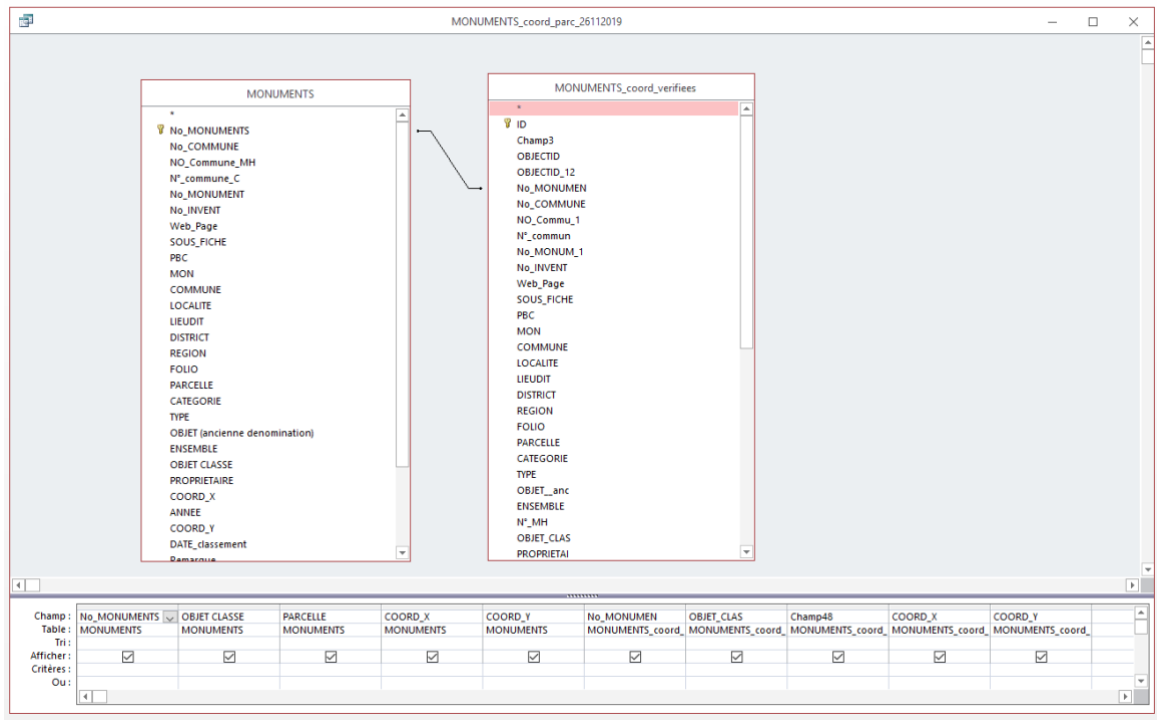 MONUMENTS_coord_parc_26112019
MONUMENTS
*
No_MONUMENTS
No_COMMUNE
NO_Commune_MH
N°_commune_C
No_MONUMENT
No_INVENT
Web_Page
SOUS_FICHE
PBC
MON
COMMUNE
LOCALITE
LIEUDIT
DISTRICT
REGION
FOLIO
PARCELLE
CATEGORIE
TYPE
OBJET (ancienne denomination)
ENSEMBLE
OBJET CLASSE
PROPRIETAIRE
COORD_X
ANNEE
COORD_Y
DATE_classement
Remarque
MONUMENTS_coord_verifiees
*
ID
Champ3
OBJECTID
OBJECTID_12
No_MONUMEN
No_COMMUNE
NO_Commu_1
N°_commun
No_MONUM_1
No_INVENT
Web_Page
SOUS_FICHE
PBC
MON
COMMUNE
LOCALITE
LIEUDIT
DISTRICT
REGION
FOLIO
PARCELLE
CATEGORIE
TYPE
OBJET__anc
ENSEMBLE
N°_MH
OBJET_CLAS
PROPRIETAI
Champ : No_MONUMENTS OBJET CLASSE PARCELLE COORD_X COORD_Y No_MONUMEN OBJET_CLAS Champ48 COORD_X COORD_Y
Table : MONUMENTS MONUMENTS MONUMENTS MONUMENTS MONUMENTS MONUMENTS_coord_ MONUMENTS_coord_ MONUMENTS_coord_ MONUMENTS_coord_ MONUMENTS_coord_
Tri :
Afficher :
Critères :
Ou :